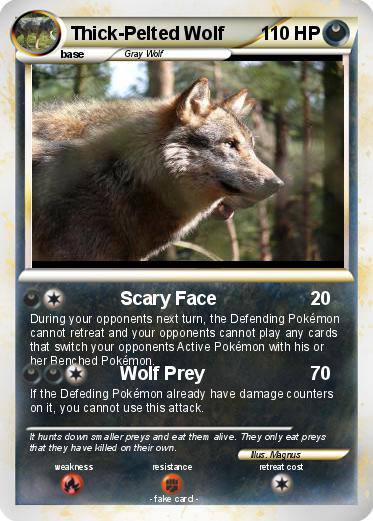 Thick-Pelted Wolf 110 HP
base Gray Wolf
Scary Face 20
During your opponents next turn, the Defending Pokémon
cannot retreat and your opponents cannot play any cards
that switch your opponents Active Pokémon with his or
her Benched Pokémon.
Wolf Prey 70
If the Defeding Pokémon already have damage counters
on it, you cannot use this attack.
It hunts down smaller preys and eat them alive. They only eat preys
that they have killed on their own.
Illus. Magnus
weakness resistance retreat cost
- fake card -